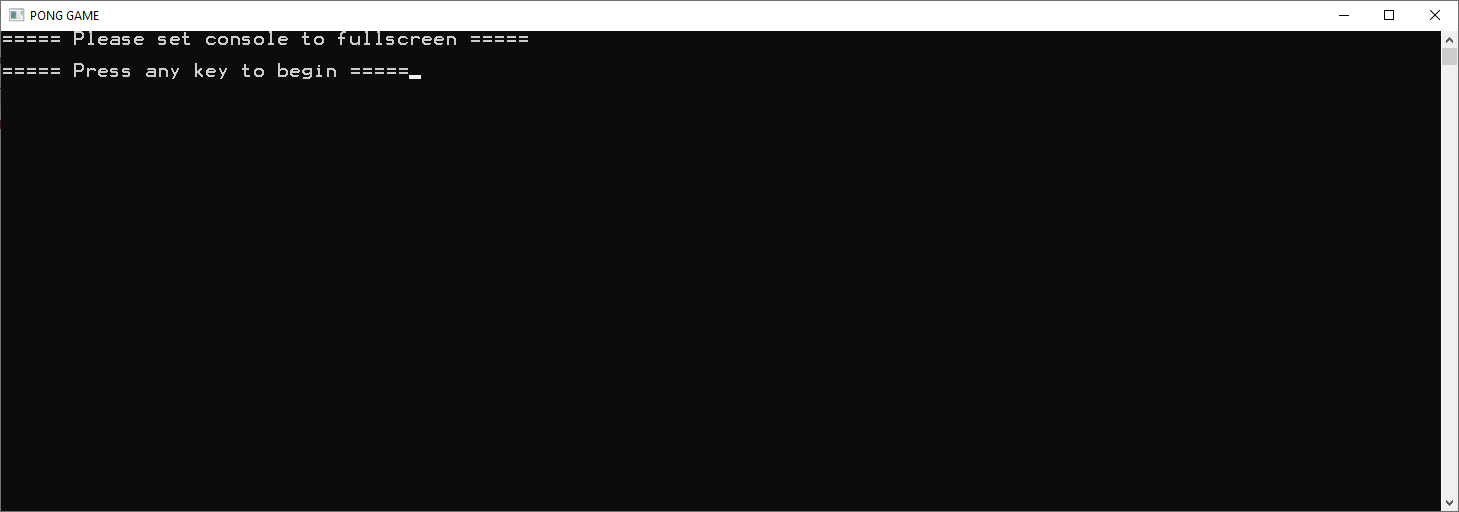 PONG GAME
===== Please set console to fullscreen =====
===== Press any key to begin =====